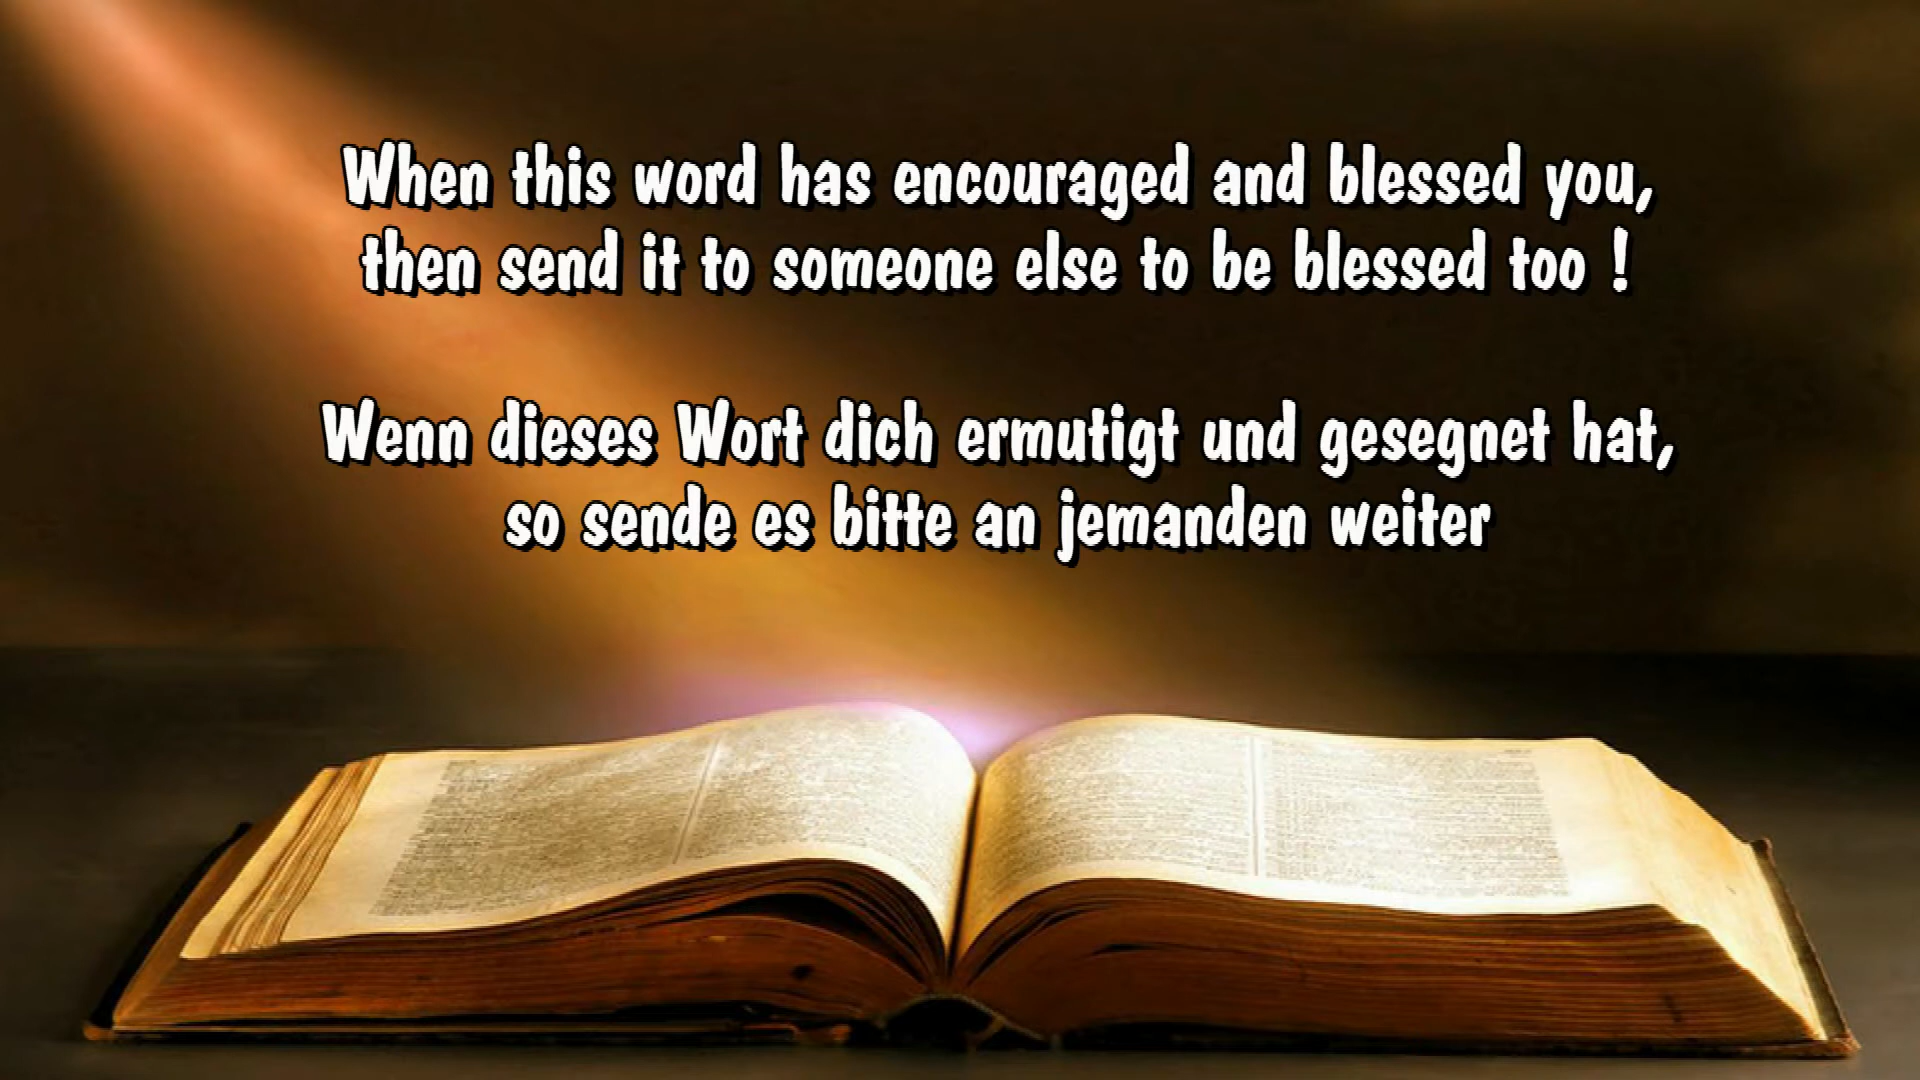 When this word has encouraged and blessed you,
then send it to someone else to be blessed too !
Wenn dieses Wort dich ermutigt und gesegnet hat,
so sende es bitte an jemanden weiter